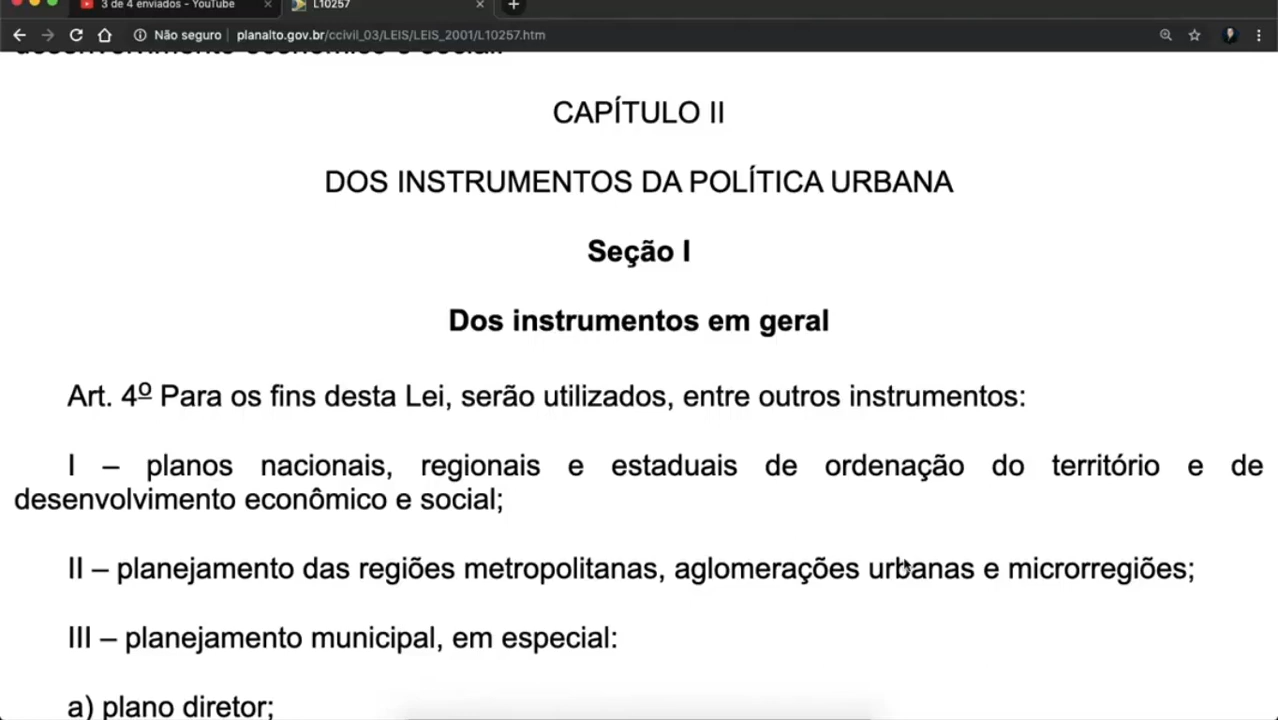 3 de 4 enviados - YouTube
L10257
Não seguro
planalto.gov.br/ccivil_03/LEIS/LEIS_2001/L10257.htm
desenvolvimento econômico e social.
CAPÍTULO II
DOS INSTRUMENTOS DA POLÍTICA URBANA
Seção I
Dos instrumentos em geral
Art. 4º Para os fins desta Lei, serão utilizados, entre outros instrumentos:
I – planos nacionais, regionais e estaduais de ordenação do território e de
desenvolvimento econômico e social;
II – planejamento das regiões metropolitanas, aglomerações urbanas e microrregiões;
III – planejamento municipal, em especial:
a) plano diretor;